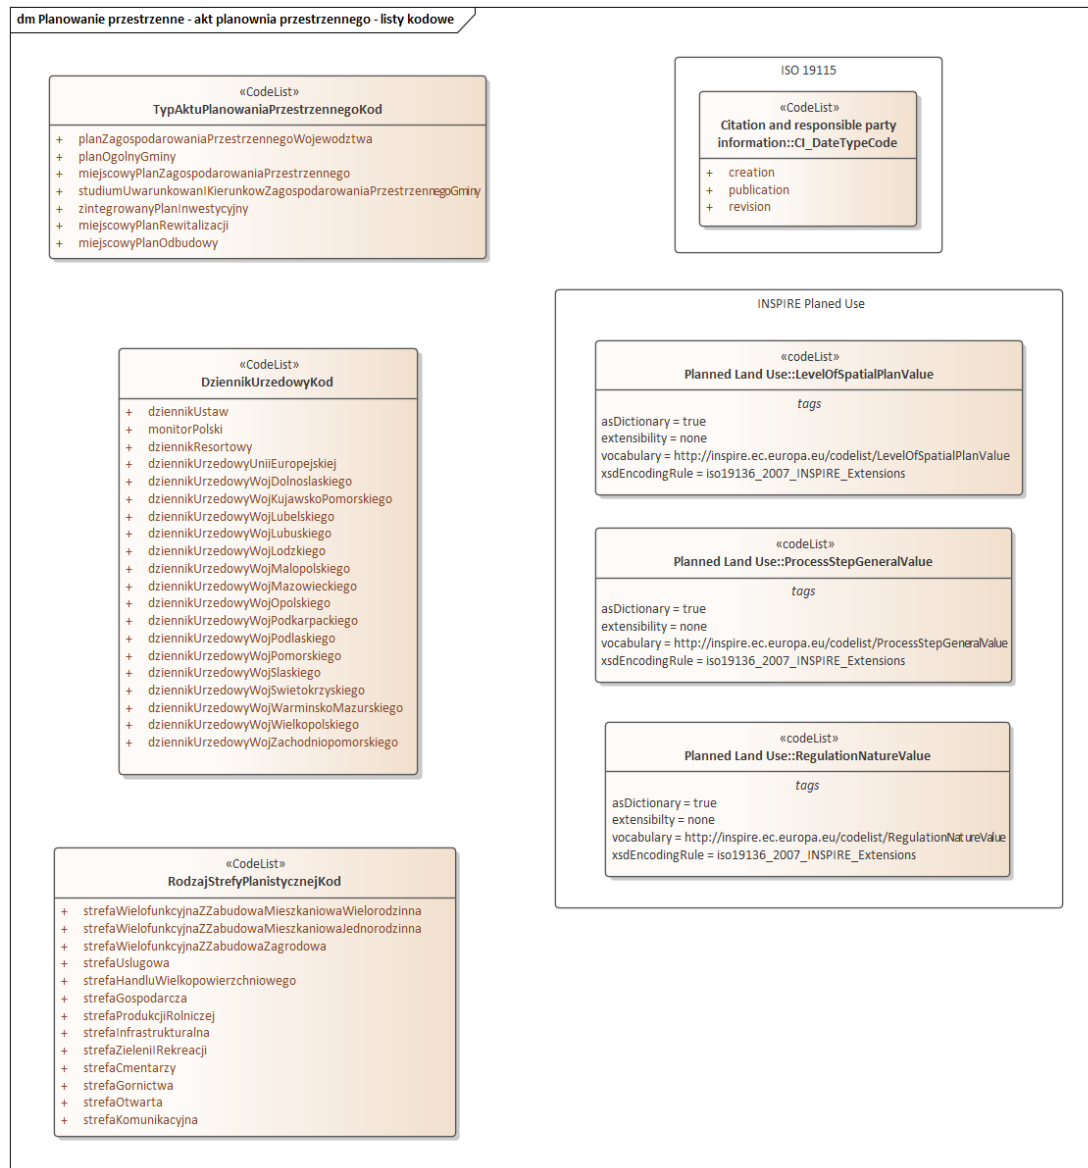 dm Planowanie przestrzenne - akt planownia przestrzennego - listy kodowe
«CodeList»
TypAktuPlanowaniaPrzestrzennegoKod
+ planZagospodarowaniaPrzestrzennegoWojewodztwa
+ planOgolnyGminy
+ miejscowyPlanZagospodarowaniaPrzestrzennego
+ studiumUwarunkowanIKierunkowZagospodarowaniaPrzestrzennegoGminy
+ zintegrowanyPlanInwestycyjny
+ miejscowyPlanRewitalizacji
+ miejscowyPlanOdbudowy
ISO 19115
«CodeList»
Citation and responsible party
information::CI_DateTypeCode
+ creation
+ publication
+ revision
«CodeList»
DziennikUrzedowyKod
+ dziennikUstaw
+ monitorPolski
+ dziennikResortowy
+ dziennikUrzedowyUniiEuropejskiej
+ dziennikUrzedowyWojDolnoslaskiego
+ dziennikUrzedowyWojKujawskoPomorskiego
+ dziennikUrzedowyWojLubelskiego
+ dziennikUrzedowyWojLubuskiego
+ dziennikUrzedowyWojLodzkiego
+ dziennikUrzedowyWojMalopolskiego
+ dziennikUrzedowyWojMazowieckiego
+ dziennikUrzedowyWojOpolskiego
+ dziennikUrzedowyWojPodkarpackiego
+ dziennikUrzedowyWojPodlaskiego
+ dziennikUrzedowyWojPomorskiego
+ dziennikUrzedowyWojSlaskiego
+ dziennikUrzedowyWojSwietokrzyskiego
+ dziennikUrzedowyWojWarminskoMazurskiego
+ dziennikUrzedowyWojWielkopolskiego
+ dziennikUrzedowyWojZachodniopomorskiego
INSPIRE Planed Use
«codeList»
Planned Land Use::LevelOfSpatialPlanValue
tags
asDictionary = true
extensibility = none
vocabulary = http://inspire.ec.europa.eu/codelist/LevelOfSpatialPlanValue
xsdEncodingRule = iso19136_2007_INSPIRE_Extensions
«codeList»
Planned Land Use::ProcessStepGeneralValue
tags
asDictionary = true
extensibility = none
vocabulary = http://inspire.ec.europa.eu/codelist/ProcessStepGeneralValue
xsdEncodingRule = iso19136_2007_INSPIRE_Extensions
«codeList»
Planned Land Use::RegulationNatureValue
tags
asDictionary = true
extensibilty = none
vocabulary = http://inspire.ec.europa.eu/codelist/RegulationNatureValue
xsdEncodingRule = iso19136_2007_INSPIRE_Extensions
«CodeList»
RodzajStrefyPlanistycznejKod
+ strefaWielofunkcyjnaZZabudowaMieszkaniowaWielorodzinna
+ strefaWielofunkcyjnaZZabudowaMieszkaniowaJednorodzinna
+ strefaWielofunkcyjnaZZabudowaZagrodowa
+ strefaUslugowa
+ strefaHandluWielkopowierzchniowego
+ strefaGospodarcza
+ strefaProdukcjiRolniczej
+ strefaInfrastrukturalna
+ strefaZieleniIRekreacji
+ strefaCmentarzy
+ strefaGornictwa
+ strefaOtwarta
+ strefaKomunikacyjna